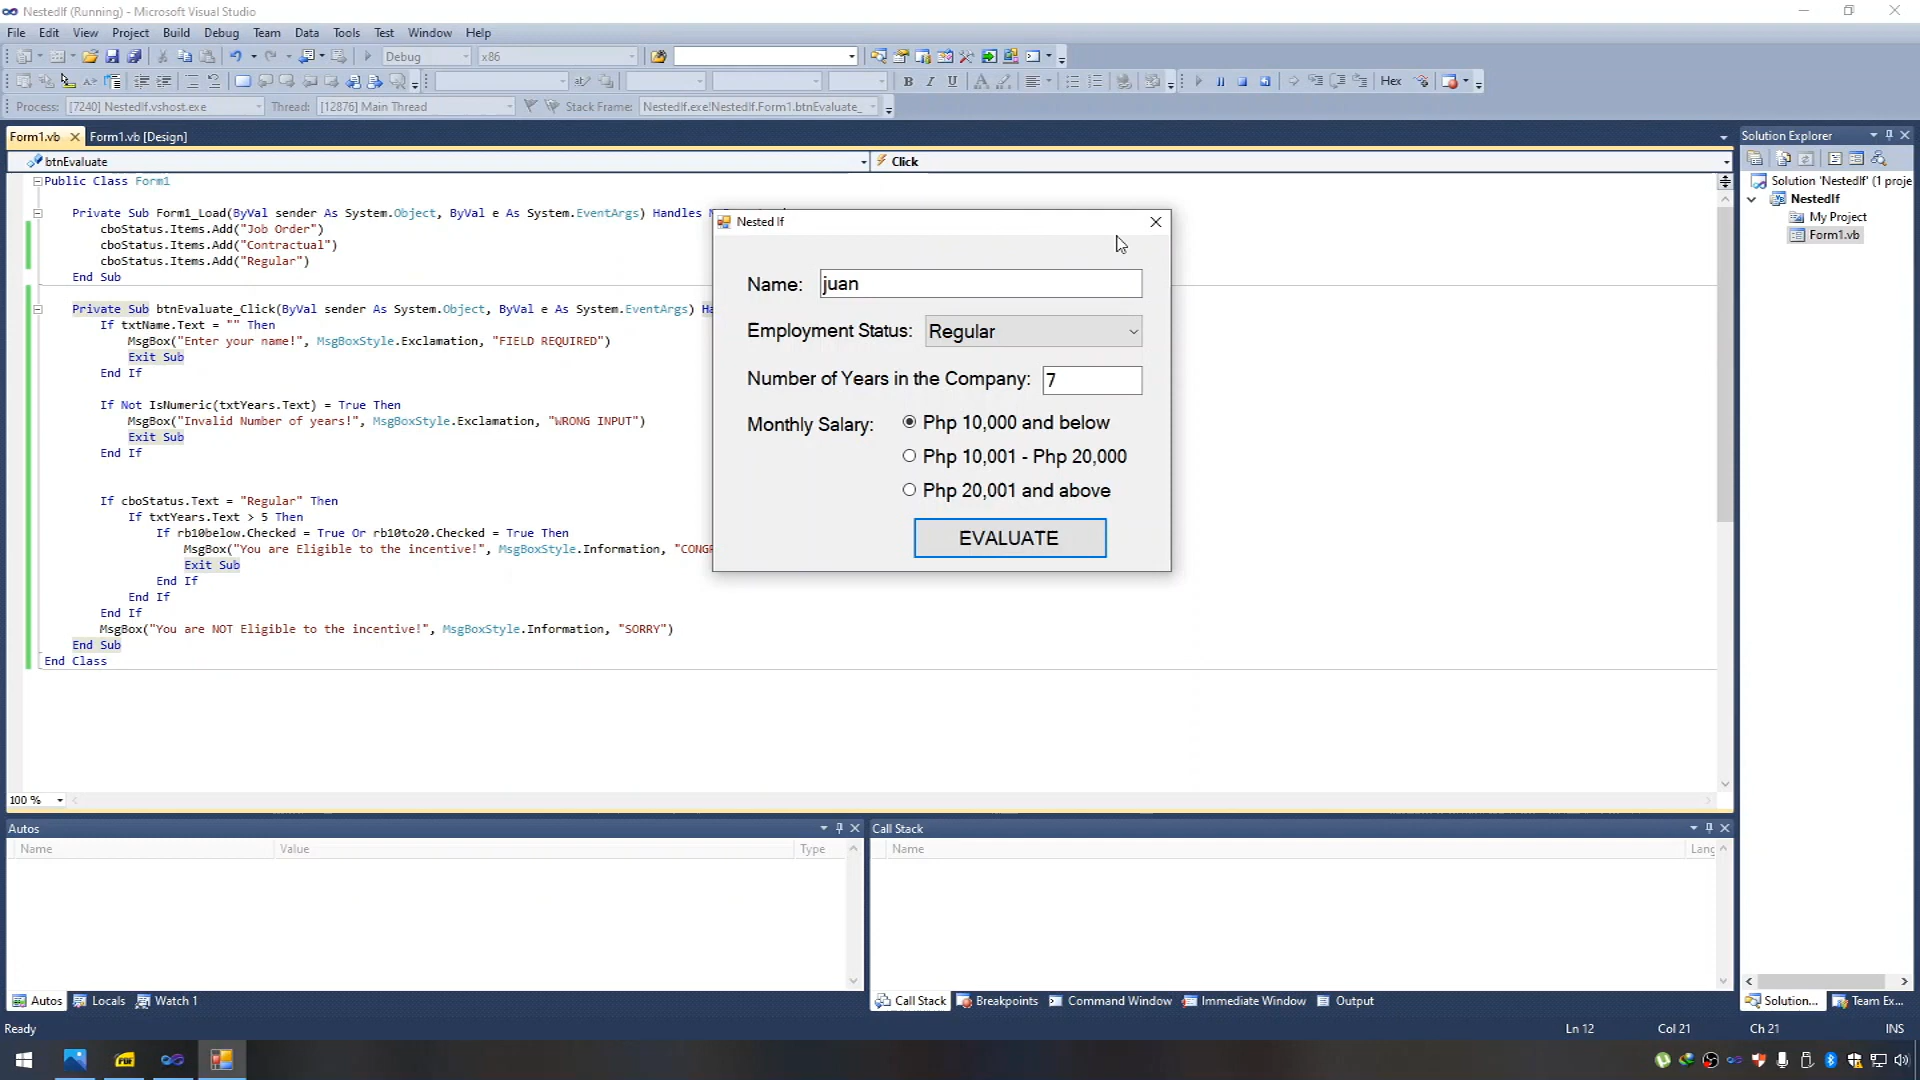 NestedIf (Running) - Microsoft Visual Studio
File Edit View Project Build Debug Team Data Tools Test Window Help
Debug x86
Hex
Process: [7240] NestedIf.vshost.exe Thread: [12876] Main Thread Stack Frame: NestedIf.exe!NestedIf.Form1.btnEvaluate_
Form1.vb Form1.vb [Design]
btnEvaluate Click
Public Class Form1
Private Sub Form1_Load(ByVal sender As System.Object, ByVal e As System.EventArgs) Handles
cboStatus.Items.Add("Job Order")
cboStatus.Items.Add("Contractual")
cboStatus.Items.Add("Regular")
End Sub
Private Sub btnEvaluate_Click(ByVal sender As System.Object, ByVal e As System.EventArgs) Ha
If txtName.Text = "" Then
MsgBox("Enter your name!", MsgBoxStyle.Exclamation, "FIELD REQUIRED")
Exit Sub
End If
If Not IsNumeric(txtYears.Text) = True Then
MsgBox("Invalid Number of years!", MsgBoxStyle.Exclamation, "WRONG INPUT")
Exit Sub
End If
If cboStatus.Text = "Regular" Then
If txtYears.Text > 5 Then
If rb10below.Checked = True Or rb10to20.Checked = True Then
MsgBox("You are Eligible to the incentive!", MsgBoxStyle.Information, "CONG
Exit Sub
End If
End If
End If
MsgBox("You are NOT Eligible to the incentive!", MsgBoxStyle.Information, "SORRY")
End Sub
End Class
Nested If
Name: juan
Employment Status: Regular
Number of Years in the Company: 7
Monthly Salary: Php 10,000 and below
Php 10,001 - Php 20,000
Php 20,001 and above
EVALUATE
Solution Explorer
Solution 'NestedIf' (1 proje
NestedIf
My Project
Form1.vb
100 %
Autos
Name Value Type
Call Stack
Name Lang
Autos Locals Watch 1
Call Stack Breakpoints Command Window Immediate Window Output
Solution... Team Ex...
Ready Ln 12 Col 21 Ch 21 INS
PDF